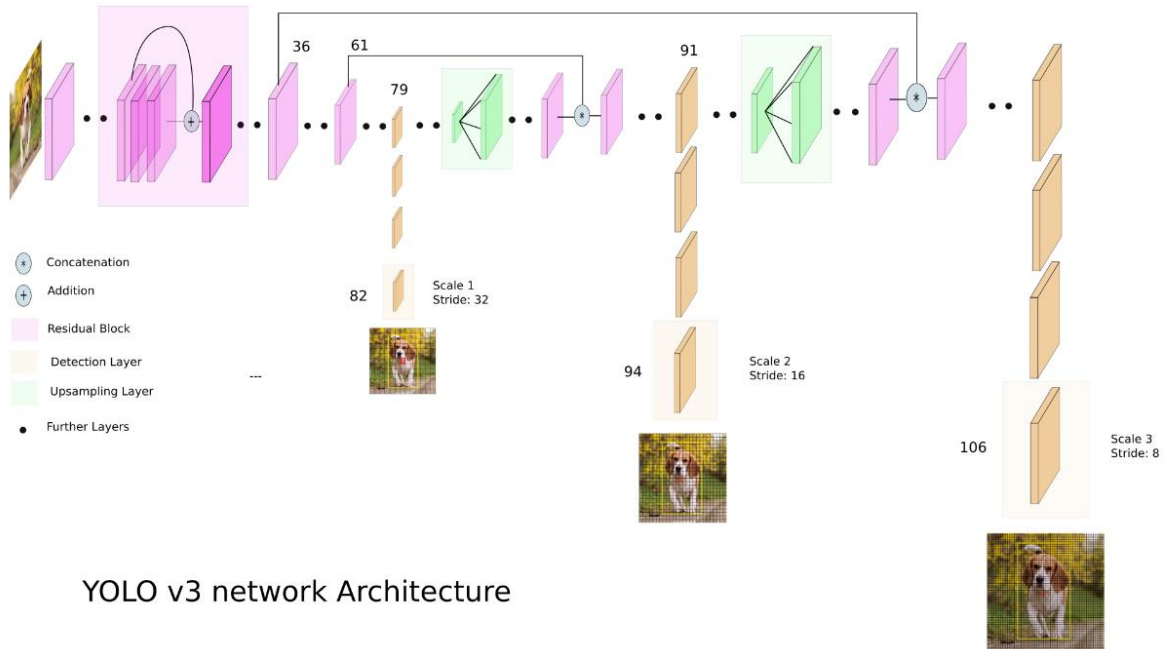 36
61
79
91
*
*
+
* Concatenation
+ Addition
Residual Block
Detection Layer
Upsampling Layer
Further Layers
---
82
Scale 1
Stride: 32
94
Scale 2
Stride: 16
106
Scale 3
Stride: 8
YOLO v3 network Architecture